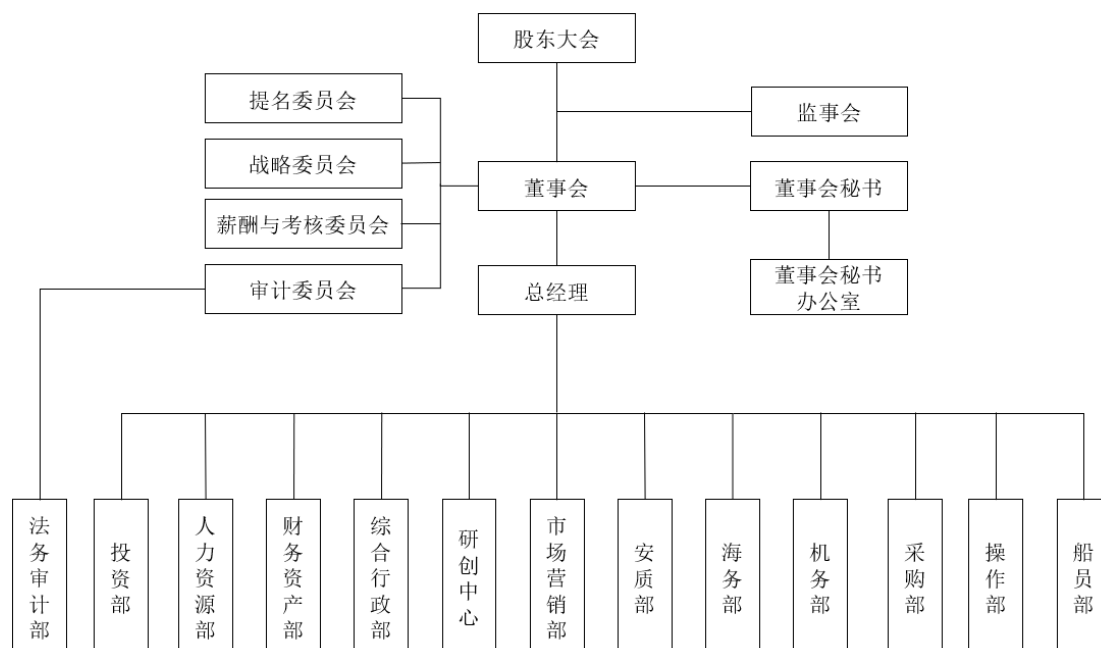 股东大会
提名委员会
监事会
战略委员会
董事会
董事会秘书
薪酬与考核委员会
审计委员会
总经理
董事会秘书
办公室
法务审计部
投资部
人力资源部
财务资产部
综合行政部
研创中心
市场营销部
安质部
海务部
机务部
采购部
操作部
船员部